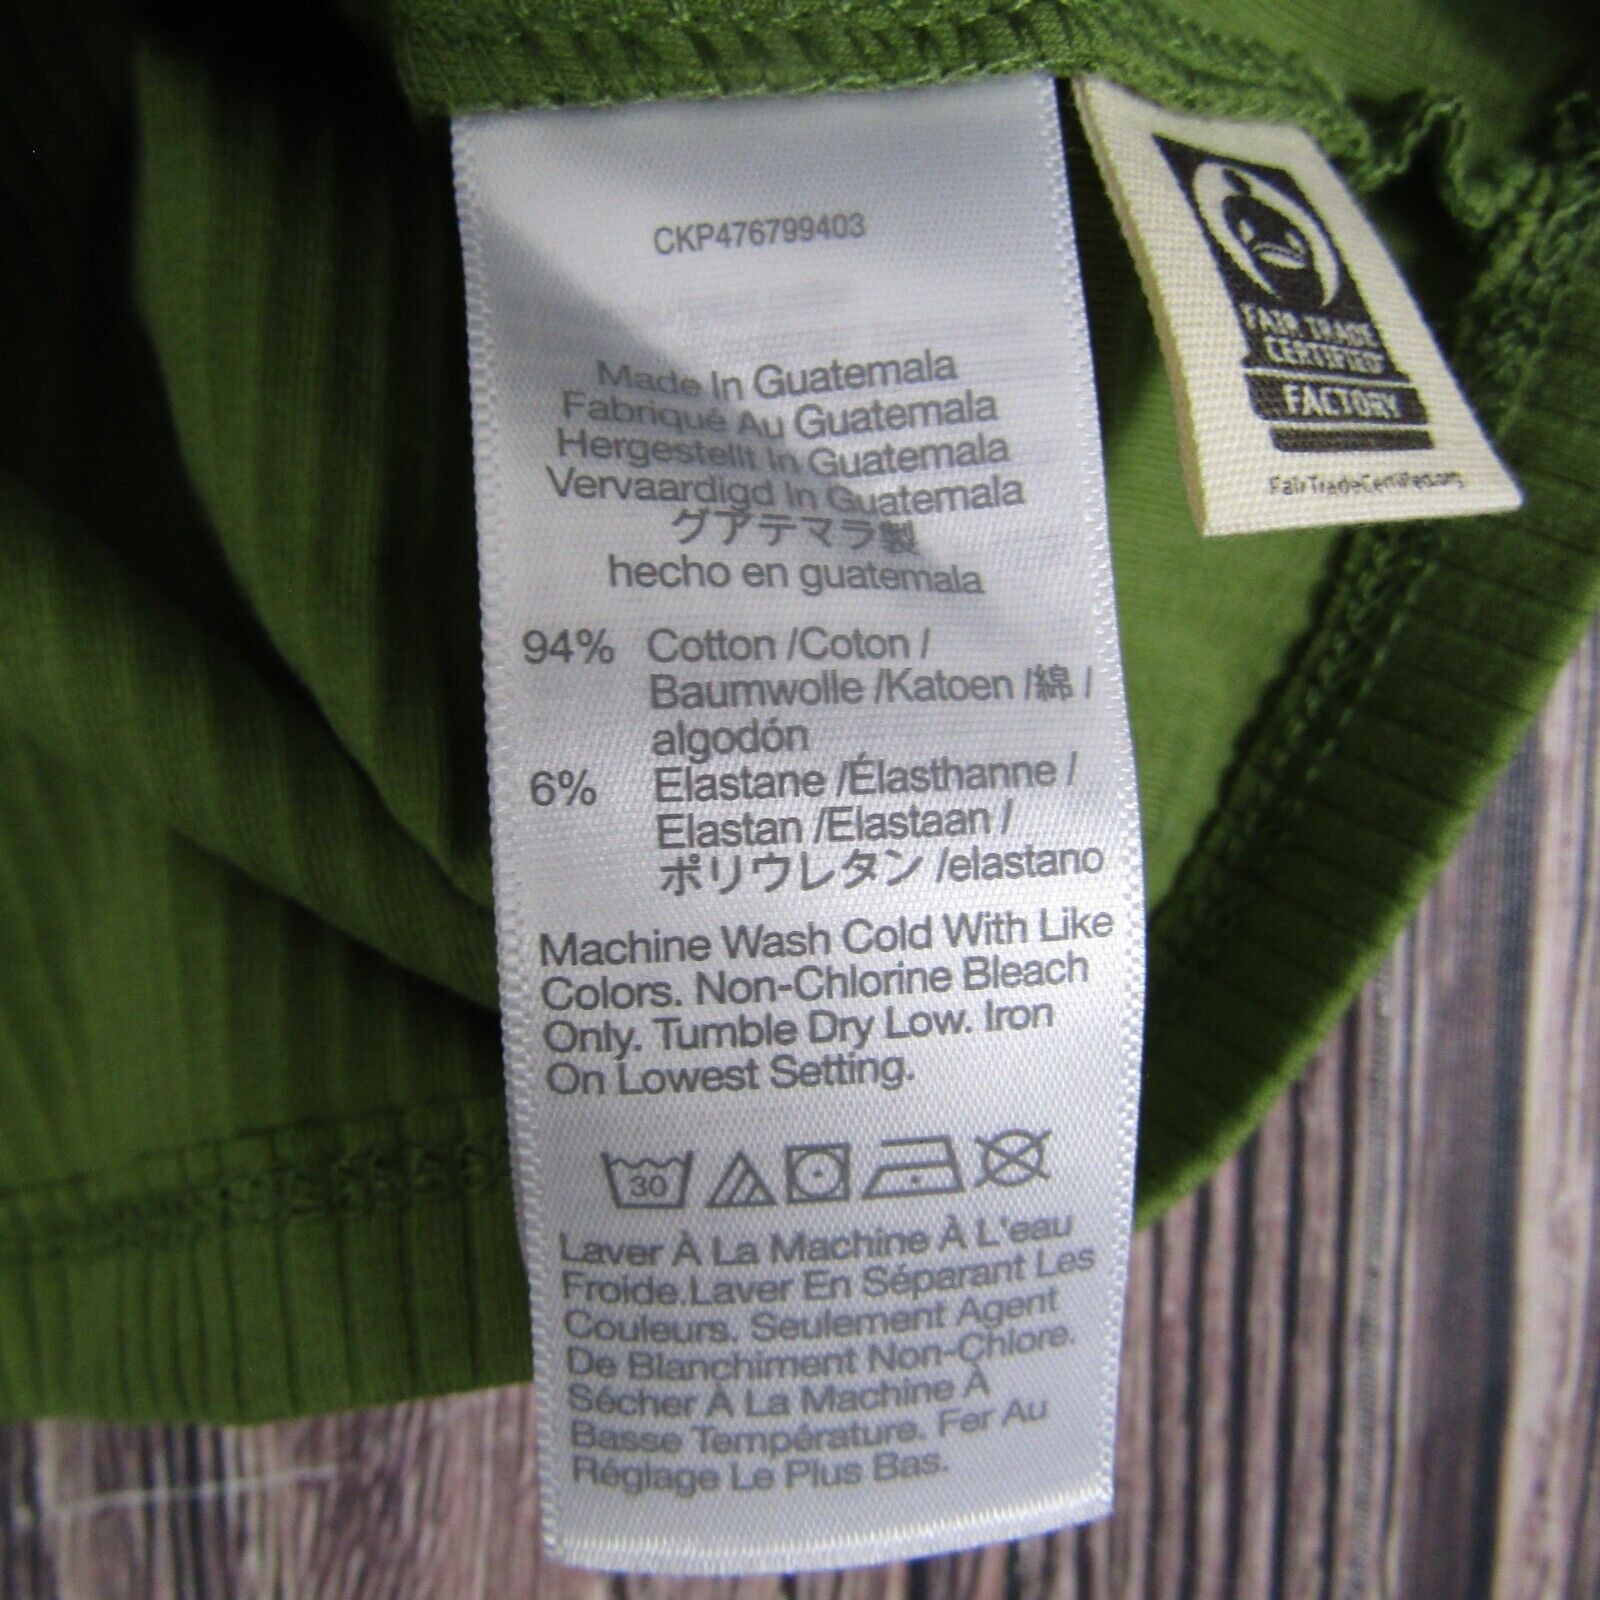 CKP476799403
Made In Guatemala
Fabriqué Au Guatemala
Hergestellt In Guatemala
Vervaardigd In Guatemala
グアテマラ製
hecho en guatemala
94% Cotton /Coton /
Baumwolle /Katoen /綿 /
algodón
6% Elastane /Élasthanne /
Elastan /Elastaan /
ポリウレタン /elastano
Machine Wash Cold With Like
Colors. Non-Chlorine Bleach
Only. Tumble Dry Low. Iron
On Lowest Setting.
30
Laver À La Machine À L'eau
Froide.Laver En Séparant Les
Couleurs. Seulement Agent
De Blanchiment Non-Chlore.
Sécher À La Machine À
Basse Température. Fer Au
Réglage Le Plus Bas.
FAIR TRADE
CERTIFIED
FACTORY
FairTradeCertified.org